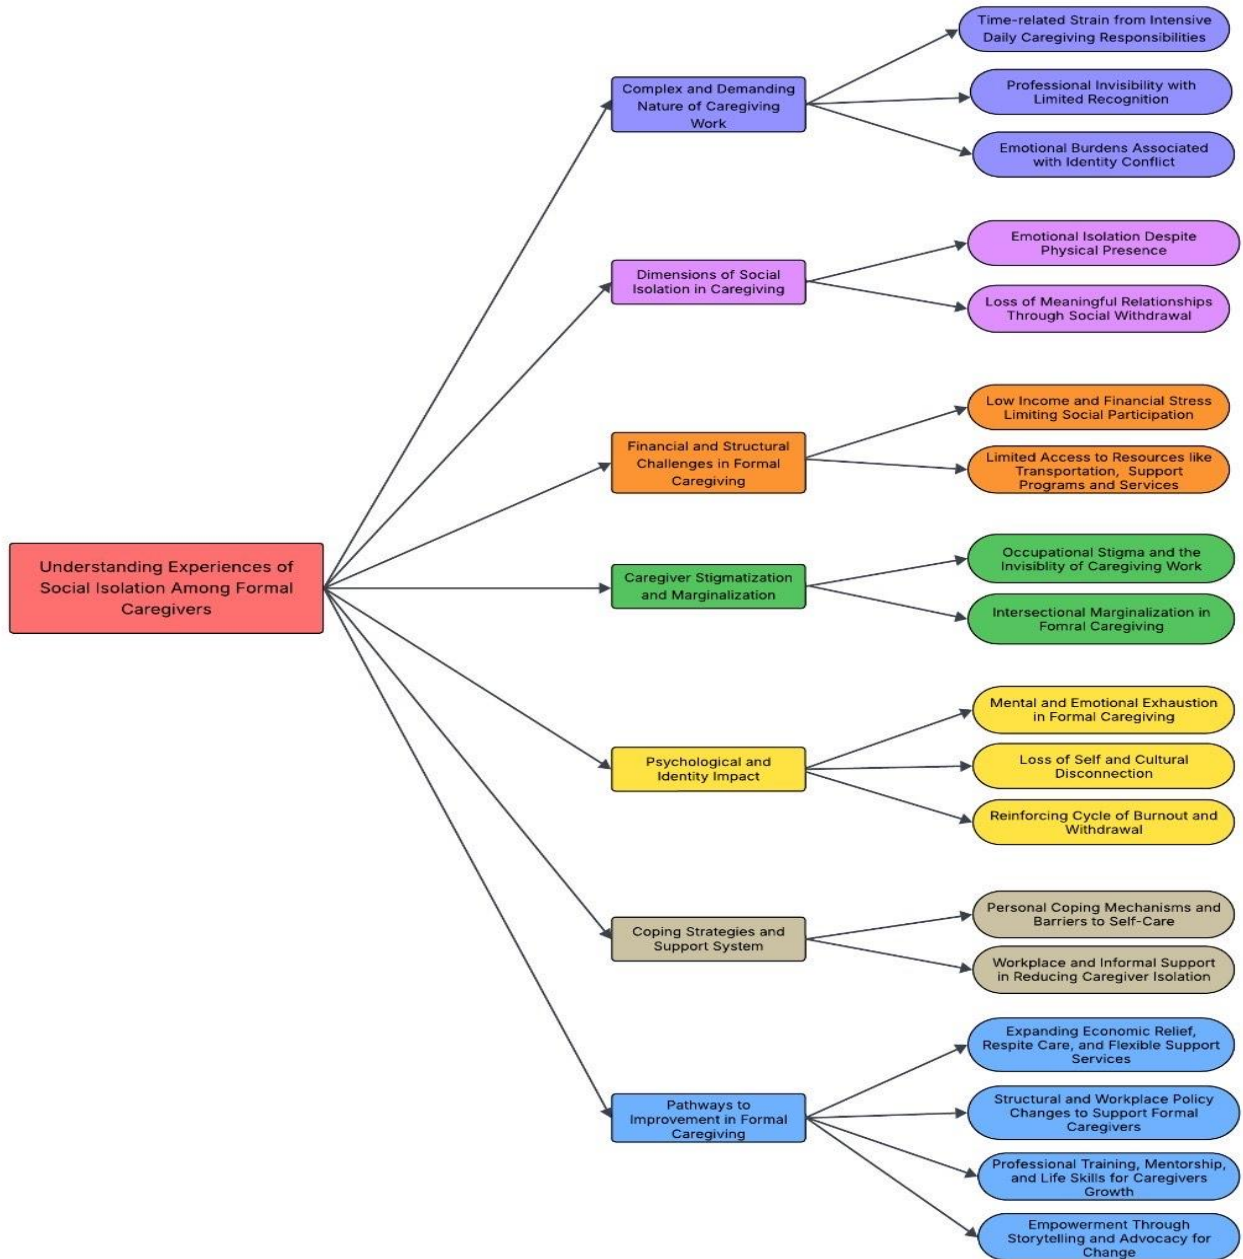 Understanding Experiences of
Social Isolation Among Formal
Caregivers
Complex and Demanding
Nature of Caregiving
Work
Time-related Strain from Intensive
Daily Caregiving Responsibilities
Professional Invisibility with
Limited Recognition
Emotional Burdens Associated
with Identity Conflict
Dimensions of Social
Isolation in Caregiving
Emotional Isolation Despite
Physical Presence
Loss of Meaningful Relationships
Through Social Withdrawal
Financial and Structural
Challenges in Formal
Caregiving
Low Income and Financial Stress
Limiting Social Participation
Limited Access to Resources like
Transportation, Support
Programs and Services
Caregiver Stigmatization
and Marginalization
Occupational Stigma and the
Invisiblity of Caregiving Work
Intersectional Marginalization in
Fomral Caregiving
Psychological and
Identity Impact
Mental and Emotional Exhaustion
in Formal Caregiving
Loss of Self and Cultural
Disconnection
Reinforcing Cycle of Burnout and
Withdrawal
Coping Strategies and
Support System
Personal Coping Mechanisms and
Barriers to Self-Care
Workplace and Informal Support
in Reducing Caregiver Isolation
Pathways to
Improvement in Formal
Caregiving
Expanding Economic Relief,
Respite Care, and Flexible Support
Services
Structural and Workplace Policy
Changes to Support Formal
Caregivers
Professional Training, Mentorship,
and Life Skills for Caregivers
Growth
Empowerment Through
Storytelling and Advocacy for
Change